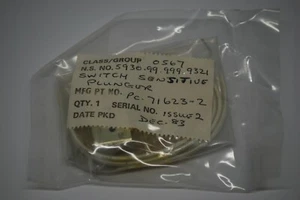 CLASS/GROUP 0567
N.S. NO. 5930-99-999-9321
SWITCH SENSITIVE
PLUNGER
MFG PT NO. PC-71623-2
QTY. 1 SERIAL NO. ISSUE 2
DATE PKD DEC-83